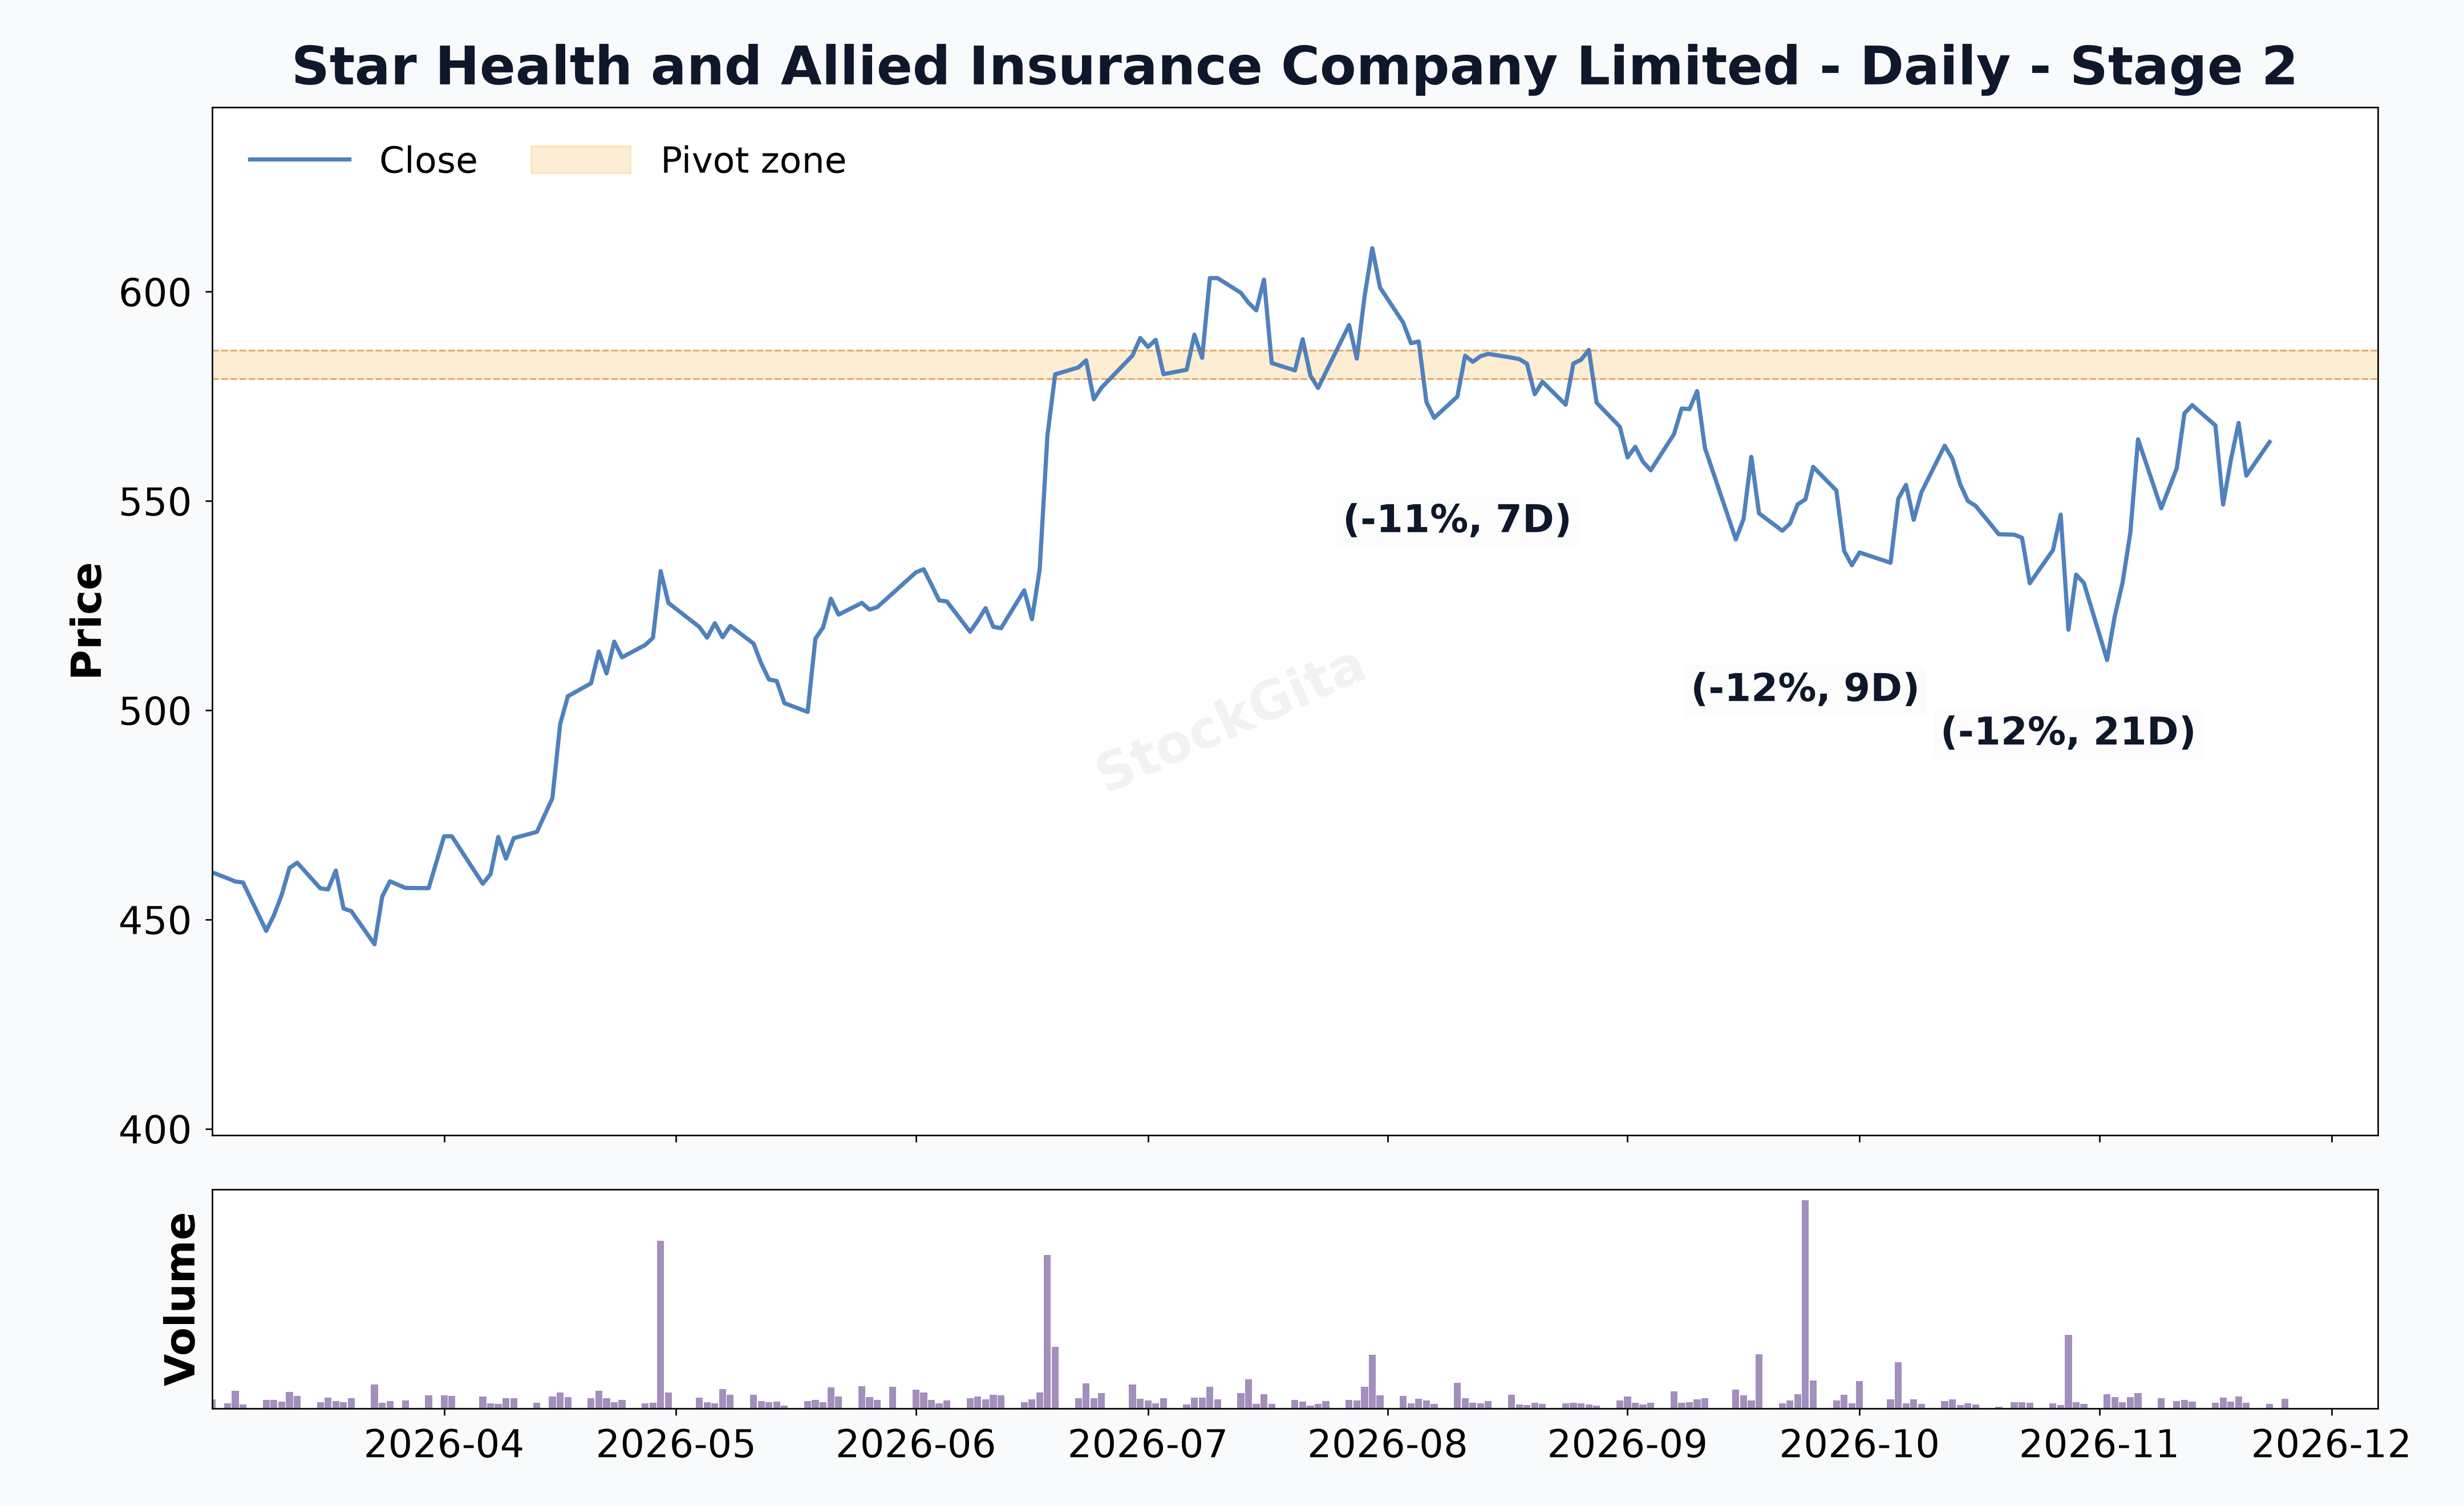 Star Health and Allied Insurance Company Limited - Daily - Stage 2
Close
Pivot zone
600
550
500
450
400
Price
(-11%, 7D)
(-12%, 9D)
(-12%, 21D)
StockGita
Volume
2026-04
2026-05
2026-06
2026-07
2026-08
2026-09
2026-10
2026-11
2026-12